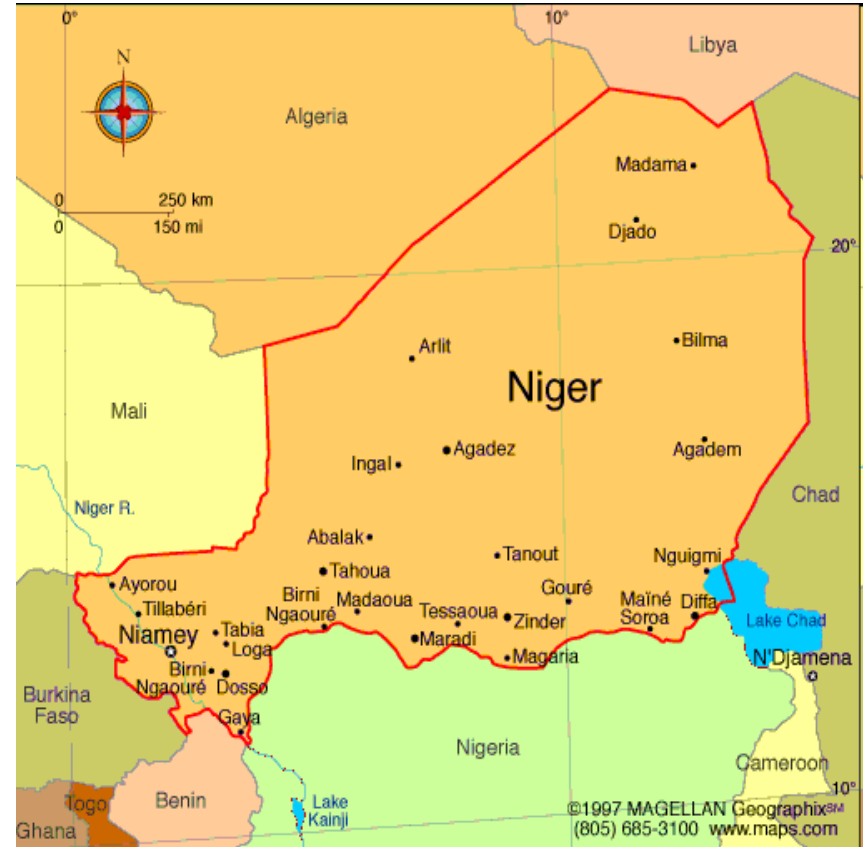 0°
10°
Libya
N
Algeria
Madama
0 250 km
0 150 mi
Djado
20°
Arlit
Bilma
Niger
Mali
Agadez
Agadem
Ingal
Chad
Niger R.
Abalak
Tanout
Nguigmi
Tahoua
Ayorou
Birni
Ngaouré
Madaoua
Gouré
Maïné
Soroa
Diffa
Tillabéri
Tessaoua
Zinder
Lake Chad
Niamey
Tabia
Loga
Maradi
Magaria
N'Djamena
Birni
Ngaouré
Dosso
Burkina
Faso
Gaya
Nigeria
Cameroon
Togo
Benin
Lake
Kainji
10°
Ghana
©1997 MAGELLAN Geographix℠
(805) 685-3100 www.maps.com